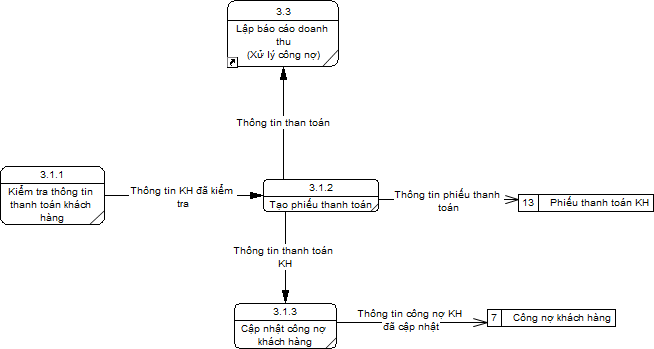 3.3
Lập báo cáo doanh
thu
(Xử lý công nợ)
Thông tin than toán
3.1.1
Kiểm tra thông tin
thanh toán khách
hàng
Thông tin KH đã kiểm
tra
3.1.2
Tạo phiếu thanh toán
Thông tin phiếu thanh
toán
13 Phiếu thanh toán KH
Thông tin thanh toán
KH
3.1.3
Cập nhật công nợ
khách hàng
Thông tin công nợ KH
đã cập nhật
7 Công nợ khách hàng